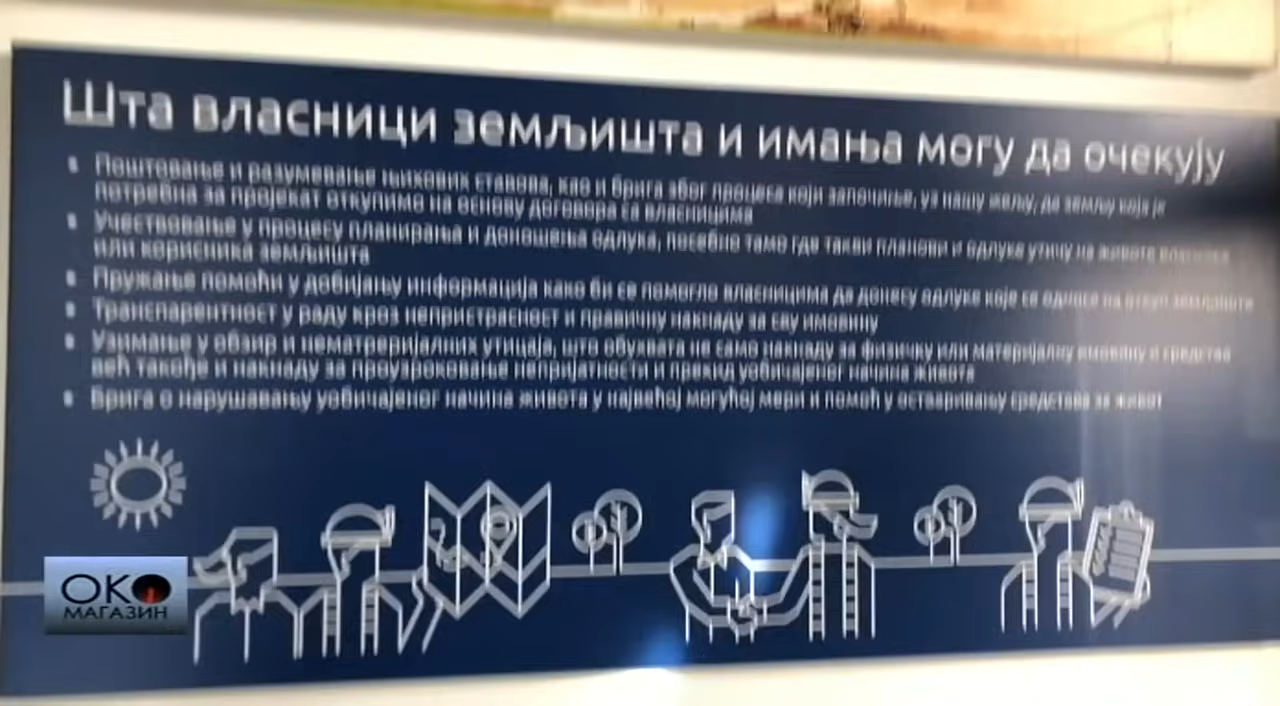 Шта власници земљишта и имања могу да очекују
Поштовање и разумевање њихових ставова, као и брига због процеса који започиње, уз нашу жељу, да земљу која је
потребна за пројекат откупимо на основу договора са власницима
Учествовање у процесу планирања и доношења одлука, посебно тамо где такви планови и одлуке утичу на животе власника
или корисника земљишта
Пружање помоћи у добијању информација како би се помогло власницима да донесу одлуке које се односе на откуп земљишта
Транспарентност у раду кроз непристрасност и правичну накнаду за сву имовину
Узимање у обзир и нематреријалних утицаја, што обухвата не само накнаду за физичку или материјалну имовину и средства
већ такође и накнаду за проузроковање непријатности и прекид уобичајеног начина живота
Брига о нарушавању уобичајеног начина живота у највећој могућој мери и помоћ у остваривању средстава за живот
ОКО
МАГАЗИН